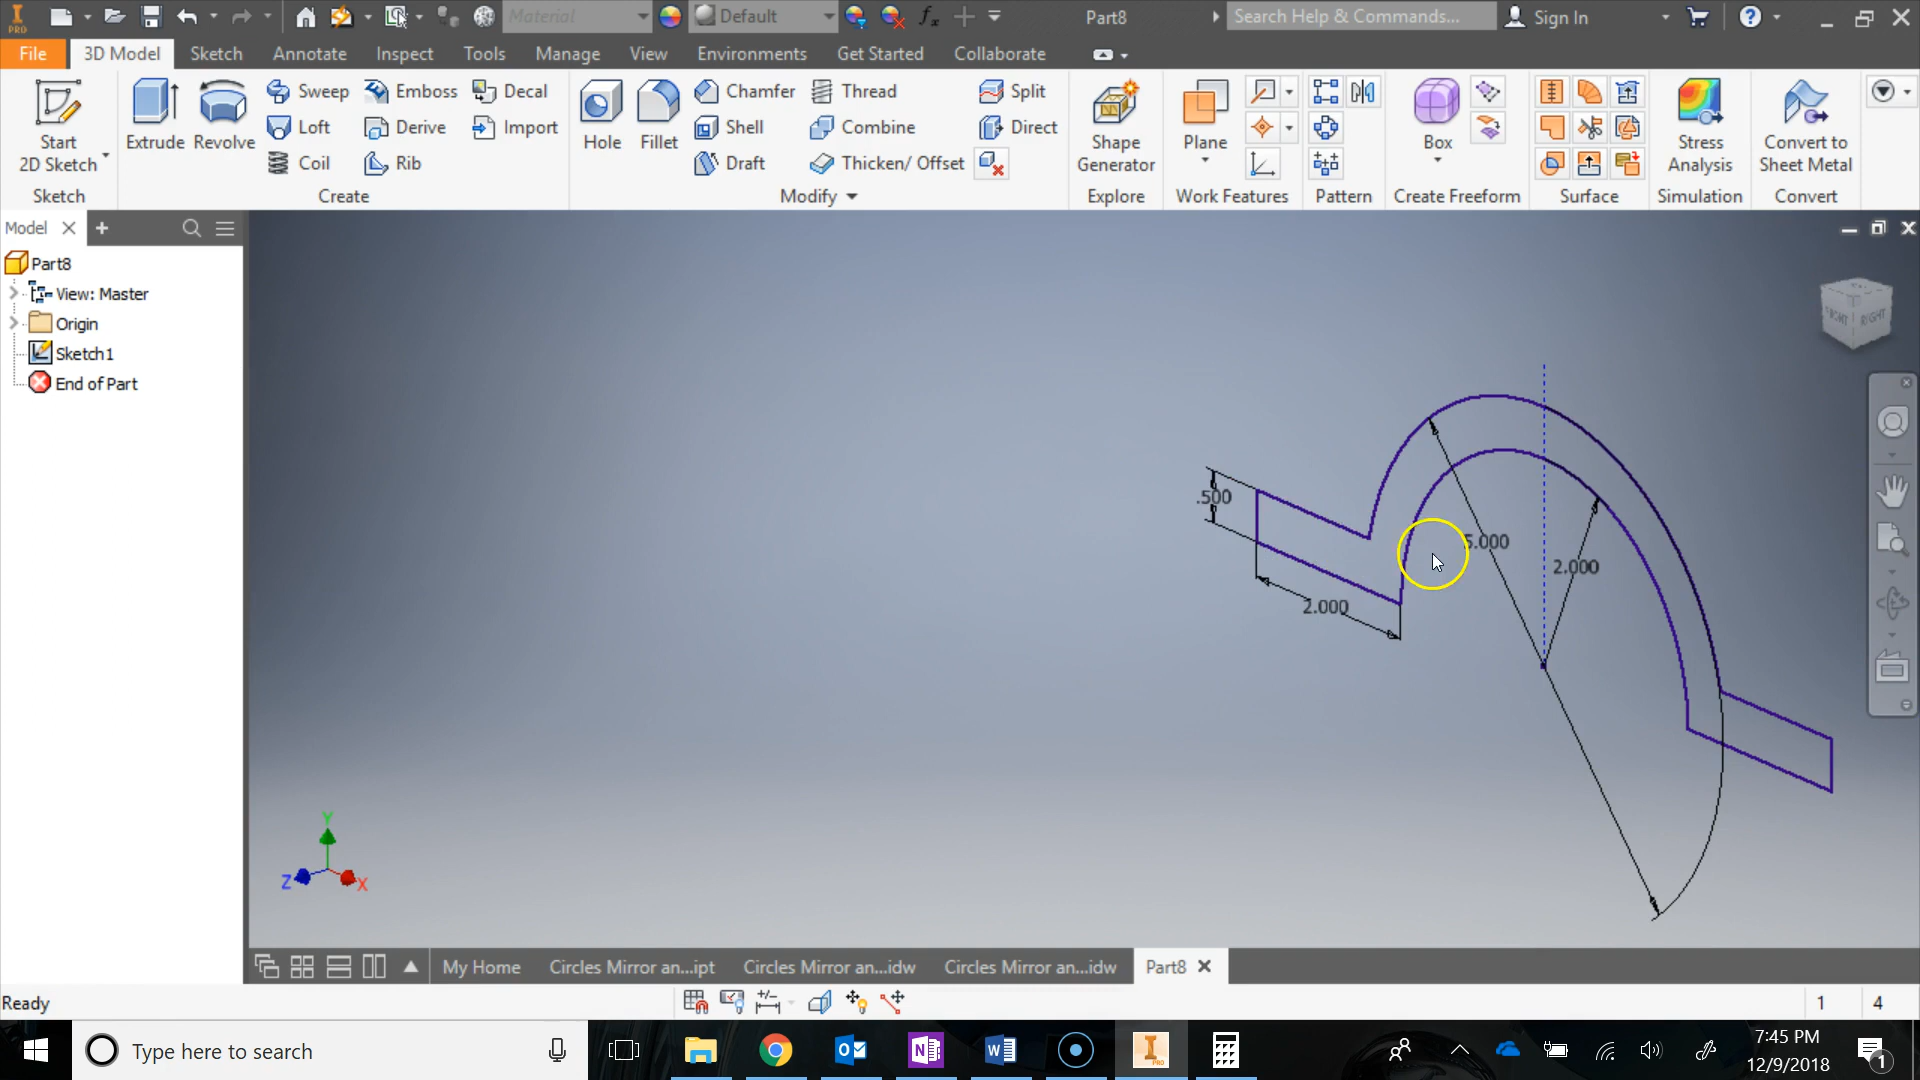 PRO
Material
Default
fx
Part8
Search Help & Commands...
Sign In
File
3D Model
Sketch
Annotate
Inspect
Tools
Manage
View
Environments
Get Started
Collaborate
Start
2D Sketch
Extrude
Revolve
Sweep
Loft
Coil
Emboss
Derive
Rib
Decal
Import
Hole
Fillet
Chamfer
Shell
Draft
Thread
Combine
Thicken/ Offset
Split
Direct
Shape
Generator
Plane
Box
Stress
Analysis
Convert to
Sheet Metal
Sketch
Create
Modify
Explore
Work Features
Pattern
Create Freeform
Surface
Simulation
Convert
Model
Part8
View: Master
Origin
Sketch1
End of Part
FRONT
RIGHT
.500
2.000
5.000
2.000
Y
Z
X
My Home
Circles Mirror an...ipt
Circles Mirror an...idw
Circles Mirror an...idw
Part8
Ready
1
4
Type here to search
7:45 PM
12/9/2018
1